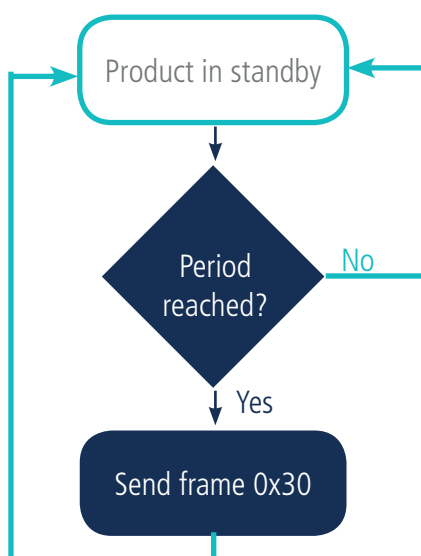 Product in standby
Period
reached?
No
Yes
Send frame 0x30